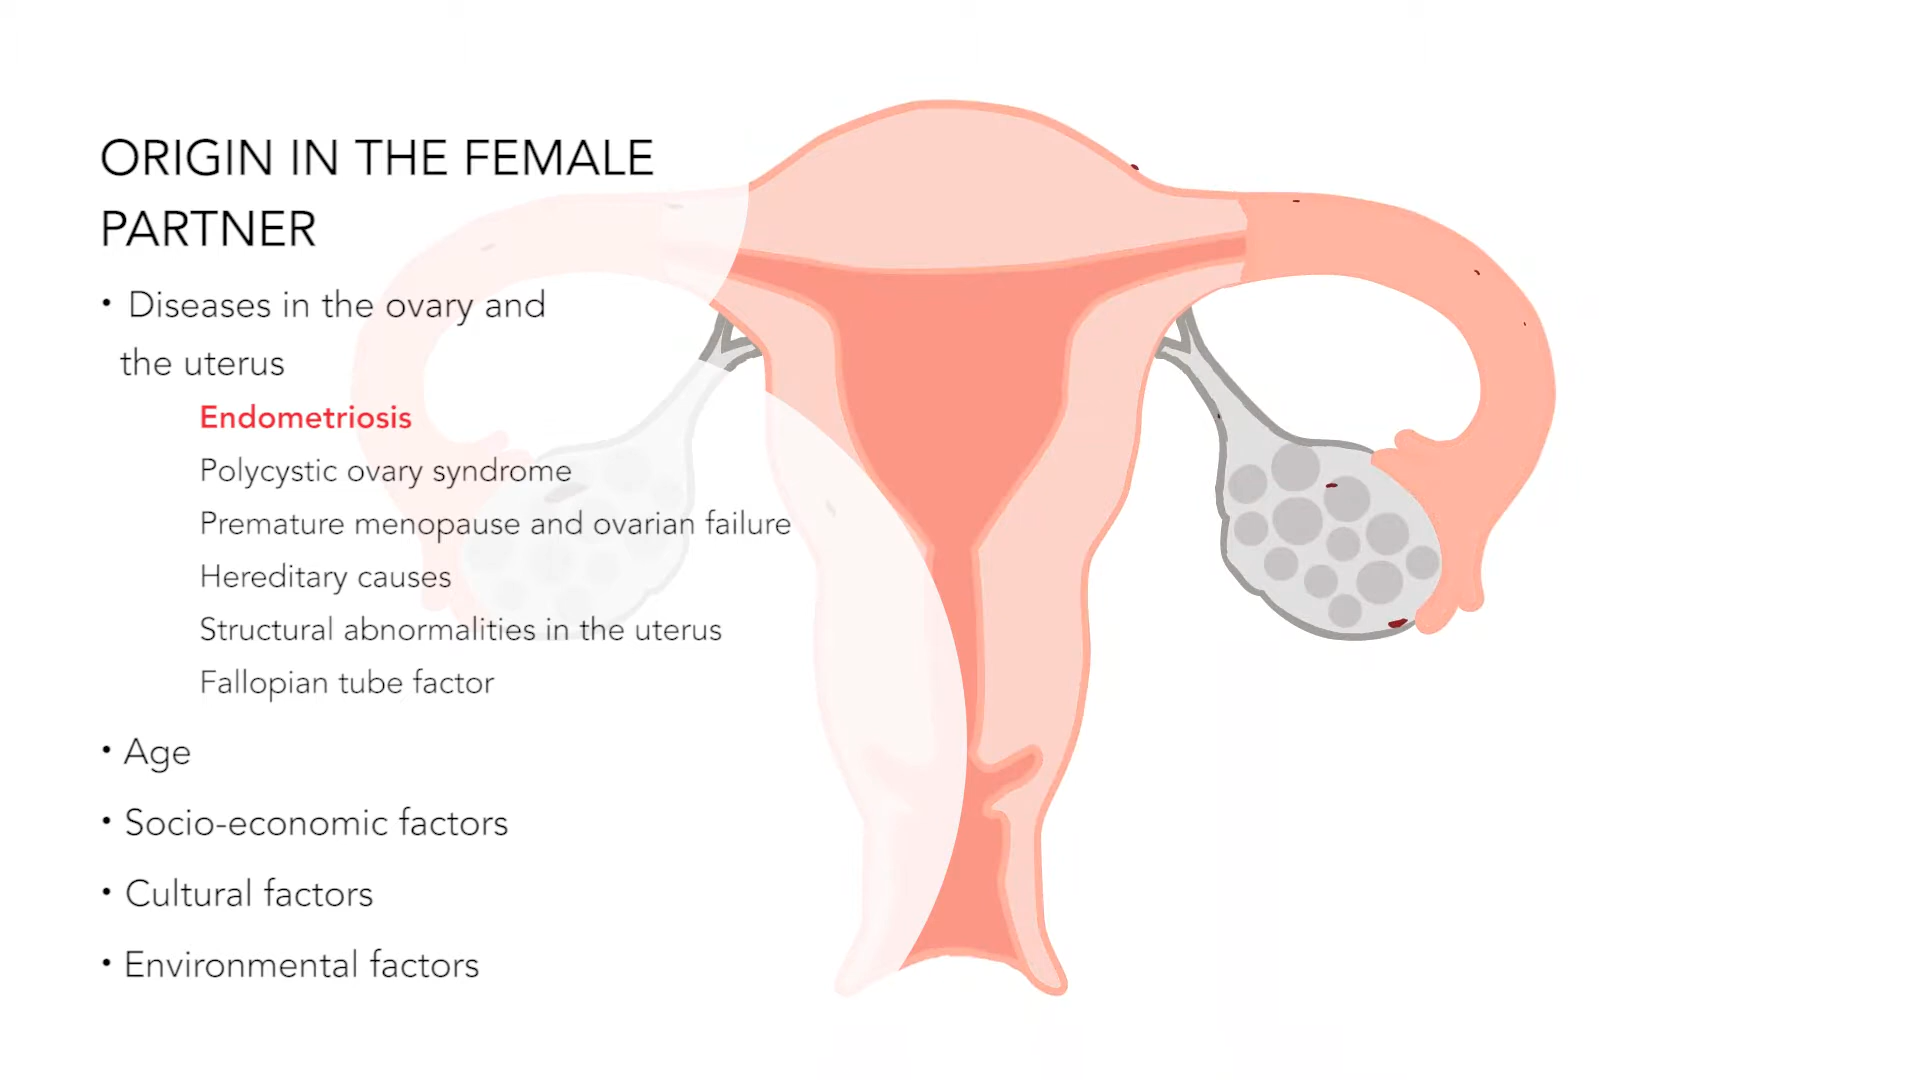 ORIGIN IN THE FEMALE
PARTNER
• Diseases in the ovary and
the uterus
Endometriosis
Polycystic ovary syndrome
Premature menopause and ovarian failure
Hereditary causes
Structural abnormalities in the uterus
Fallopian tube factor
• Age
• Socio-economic factors
• Cultural factors
• Environmental factors